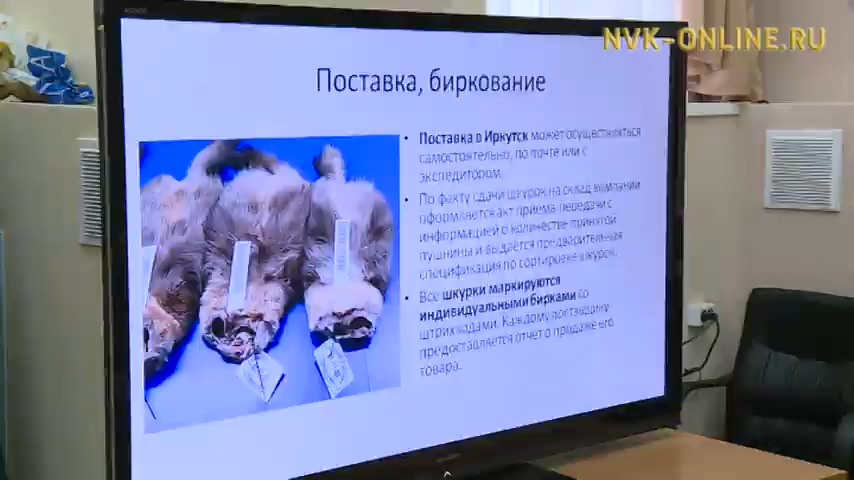 NVK-ONLINE.RU
Поставка, биркование
• Поставка в Иркутск может осуществляться
самостоятельно, по почте или с
экспедитором.
• По факту сдачи шкурок на склад компании
оформляется акт приема-передачи с
информацией о количестве принятой
пушнины и выдается предварительная
спецификация по сортировке шкурок.
• Все шкурки маркируются
индивидуальными бирками со
штрихкодами. Каждому поставщику
предоставляется отчет о продаже его
товара.